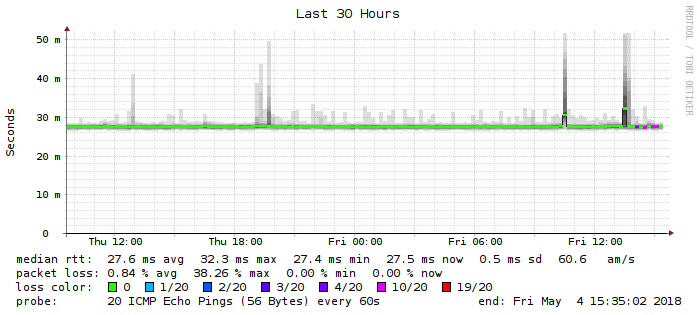 Last 30 Hours
RRDTOOL / TOBI OETIKER
Seconds
50 m
40 m
30 m
20 m
10 m
0
Thu 12:00 Thu 18:00 Fri 00:00 Fri 06:00 Fri 12:00
median rtt: 27.6 ms avg 32.3 ms max 27.4 ms min 27.5 ms now 0.5 ms sd 60.6 am/s
packet loss: 0.84 % avg 38.26 % max 0.00 % min 0.00 % now
loss color: 0 1/20 2/20 3/20 4/20 10/20 19/20
probe: 20 ICMP Echo Pings (56 Bytes) every 60s end: Fri May 4 15:35:02 2018